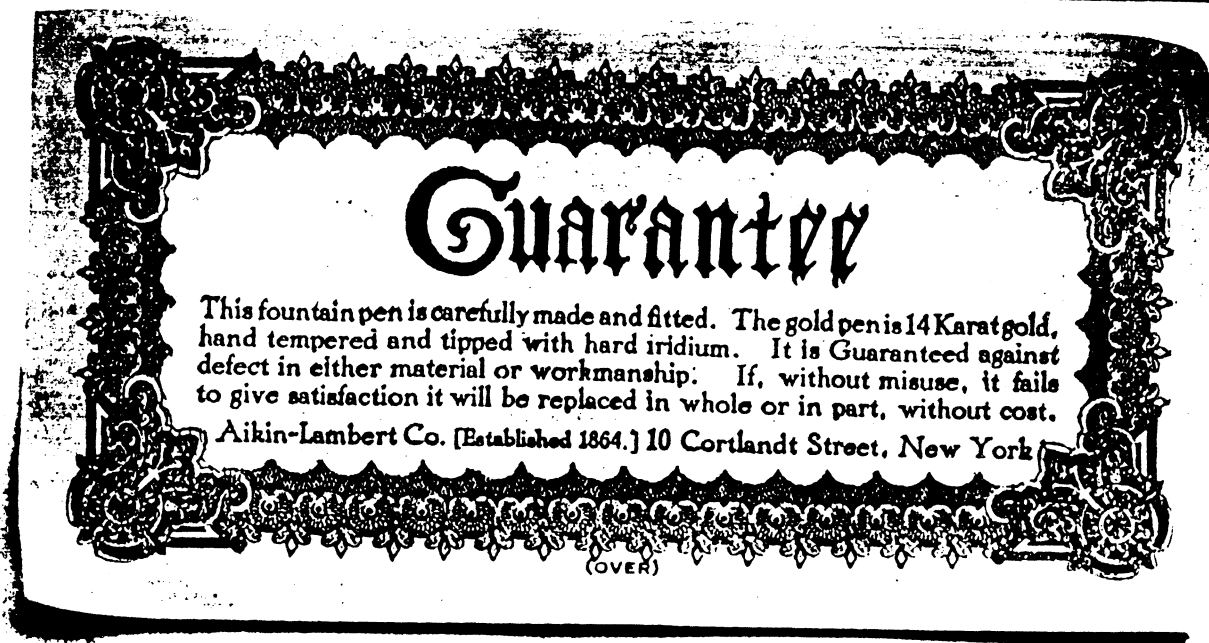 Guarantee
This fountain pen is carefully made and fitted. The gold pen is 14 Karat gold,
hand tempered and tipped with hard iridium. It is Guaranteed against
defect in either material or workmanship. If, without misuse, it fails
to give satisfaction it will be replaced in whole or in part, without cost.
Aikin-Lambert Co. [Established 1864.] 10 Cortlandt Street, New York
(OVER)